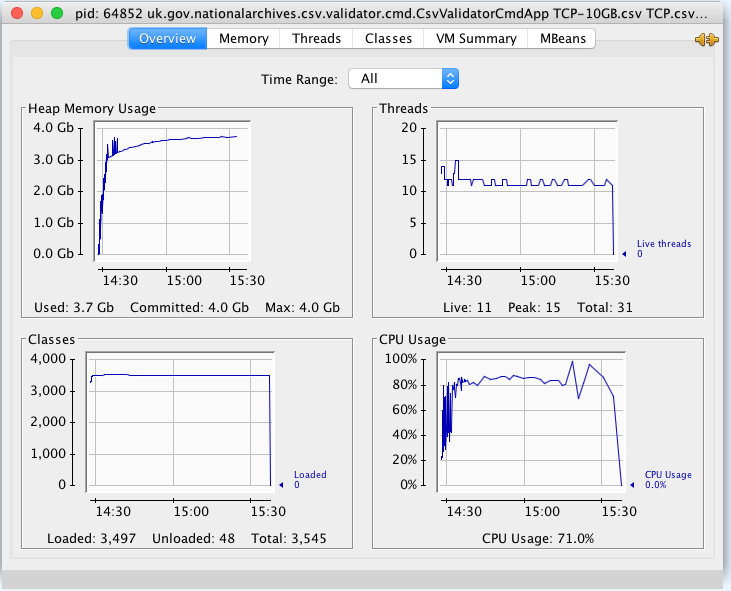 pid: 64852 uk.gov.nationalarchives.csv.validator.cmd.CsvValidatorCmdApp TCP-10GB.csv TCP.csv...
Overview Memory Threads Classes VM Summary MBeans
Time Range: All
Heap Memory Usage
4.0 Gb
3.0 Gb
2.0 Gb
1.0 Gb
0.0 Gb
14:30 15:00 15:30
Used: 3.7 Gb Committed: 4.0 Gb Max: 4.0 Gb
Threads
20
15
10
5
0
Live threads
0
14:30 15:00 15:30
Live: 11 Peak: 15 Total: 31
Classes
4,000
3,000
2,000
1,000
0
Loaded
0
14:30 15:00 15:30
Loaded: 3,497 Unloaded: 48 Total: 3,545
CPU Usage
100%
80%
60%
40%
20%
0%
CPU Usage
0.0%
14:30 15:00 15:30
CPU Usage: 71.0%